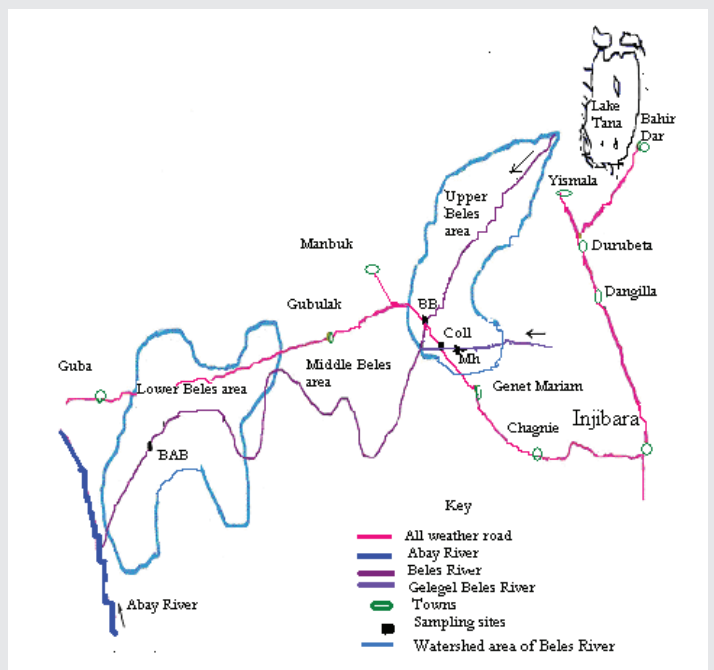 Lake
Tana
Bahir
Dar
Yismala
Upper
Beles
area
Durubeta
Manbuk
Dangilla
BB
Gubulak
Coll
Mh
Guba
Middle Beles
area
Lower Beles area
Genet Mariam
Injibara
Chagnie
BAB
Key
All weather road
Abay River
Beles River
Gelegel Beles River
Towns
Sampling sites
Watershed area of Beles River
Abay River